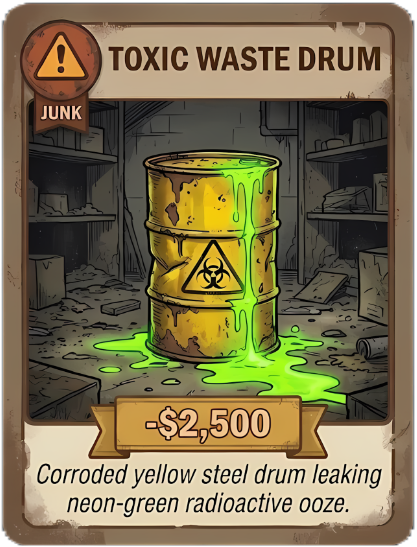 TOXIC WASTE DRUM
JUNK
-$2,500
Corroded yellow steel drum leaking
neon-green radioactive ooze.